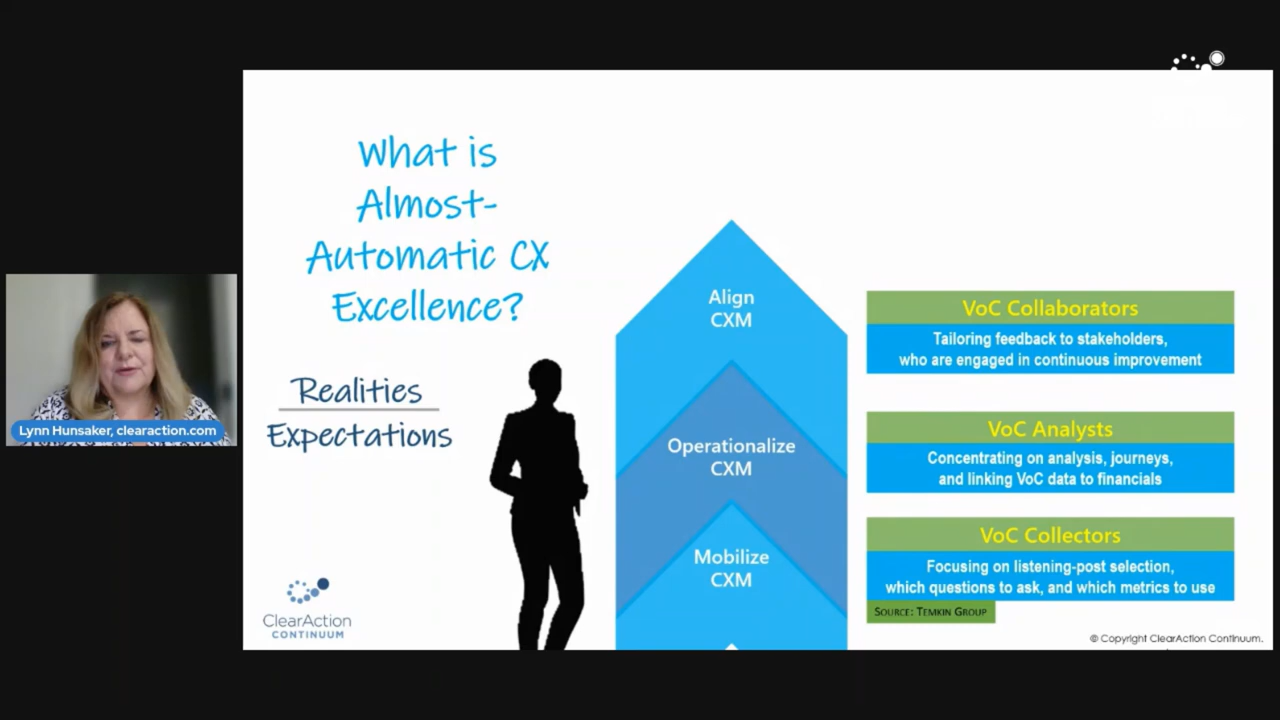 What is
Almost-
Automatic CX
Excellence?
Realities
Expectations
Lynn Hunsaker, clearaction.com
ClearAction
CONTINUUM
Align
CXM
Operationalize
CXM
Mobilize
CXM
VoC Collaborators
Tailoring feedback to stakeholders,
who are engaged in continuous improvement
VoC Analysts
Concentrating on analysis, journeys,
and linking VoC data to financials
VoC Collectors
Focusing on listening-post selection,
which questions to ask, and which metrics to use
SOURCE: TEMKIN GROUP
© Copyright ClearAction Continuum.